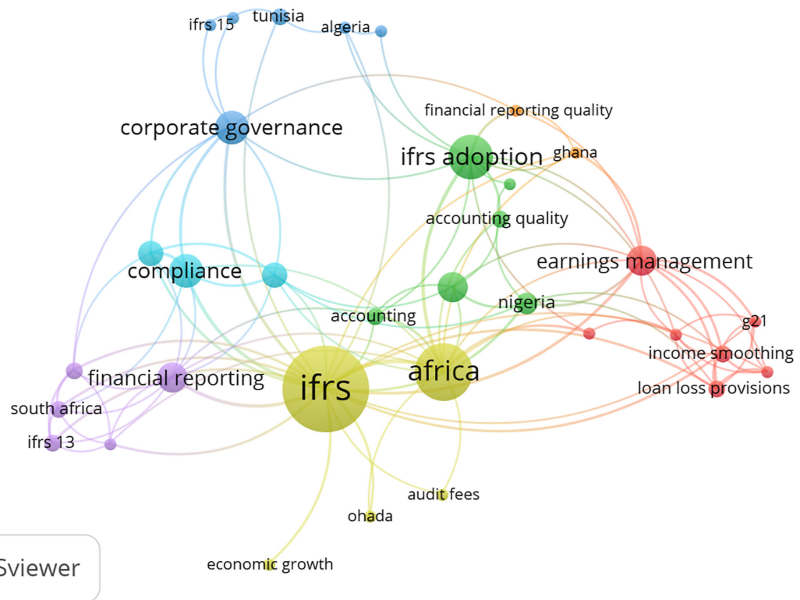 ifrs 15
tunisia
algeria
financial reporting quality
corporate governance
ifrs adoption
ghana
accounting quality
earnings management
compliance
nigeria
accounting
g21
income smoothing
africa
financial reporting
ifrs
loan loss provisions
south africa
ifrs 13
audit fees
ohada
economic growth
Sviewer